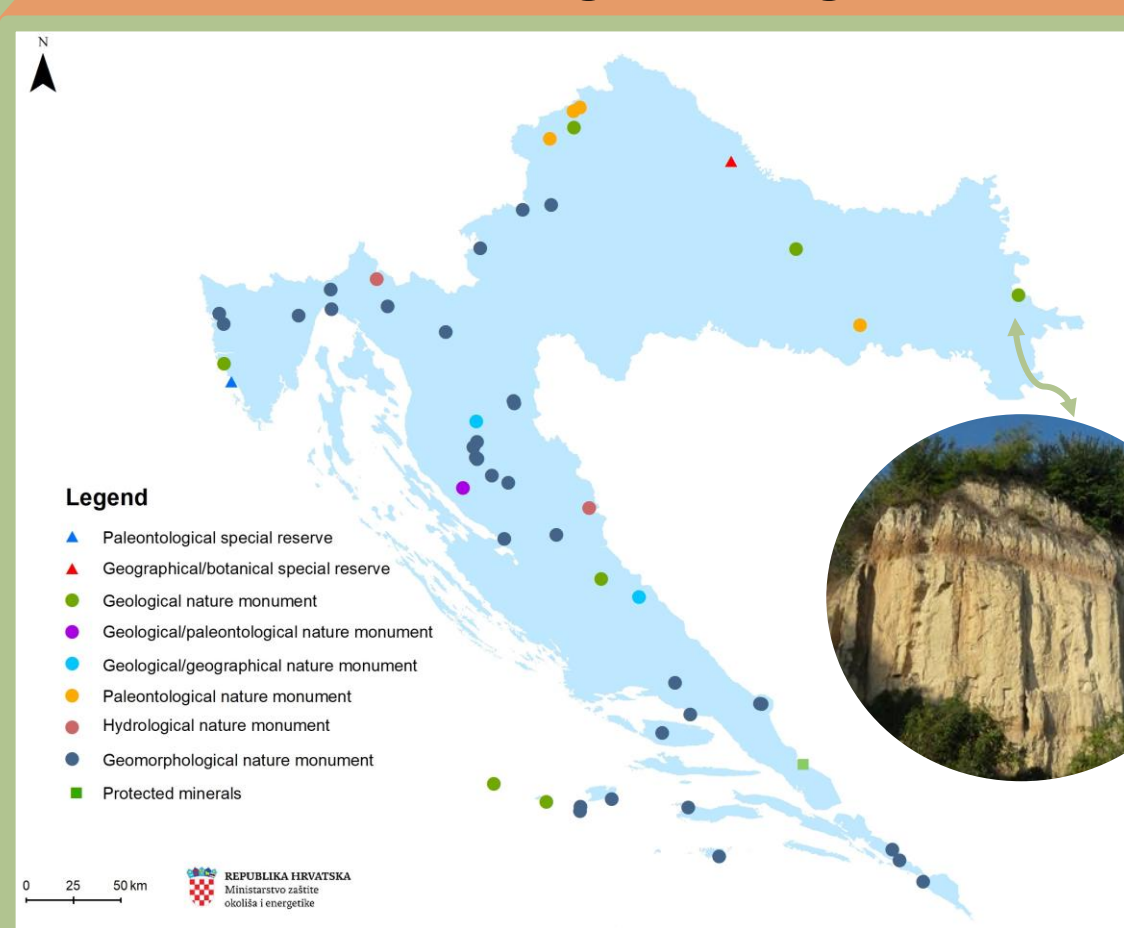 N
Legend
Paleontological special reserve
Geographical/botanical special reserve
Geological nature monument
Geological/paleontological nature monument
Geological/geographical nature monument
Paleontological nature monument
Hydrological nature monument
Geomorphological nature monument
Protected minerals
0 25 50 km
REPUBLIKA HRVATSKA
Ministarstvo zaštite
okoliša i energetike